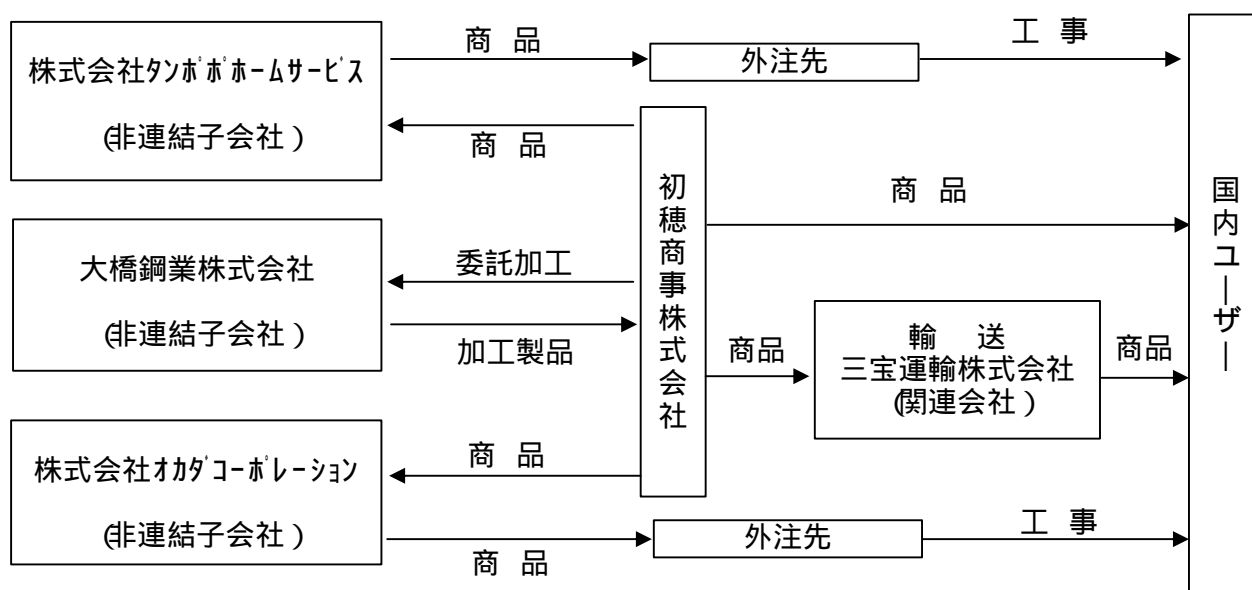 商 品
工 事
株式会社ﾀﾝﾎﾟﾎﾟﾎｰﾑｻｰﾋﾞｽ
外注先
(非連結子会社)
商 品
初穂商事株式会社
商 品
国内ユーザー
大橋鋼業株式会社
委託加工
(非連結子会社)
加工製品
商品
輸 送
三宝運輸株式会社
(関連会社)
商品
株式会社ｵｶﾀﾞｺｰﾎﾟﾚｰｼｮﾝ
商 品
(非連結子会社)
商 品
外注先
工 事